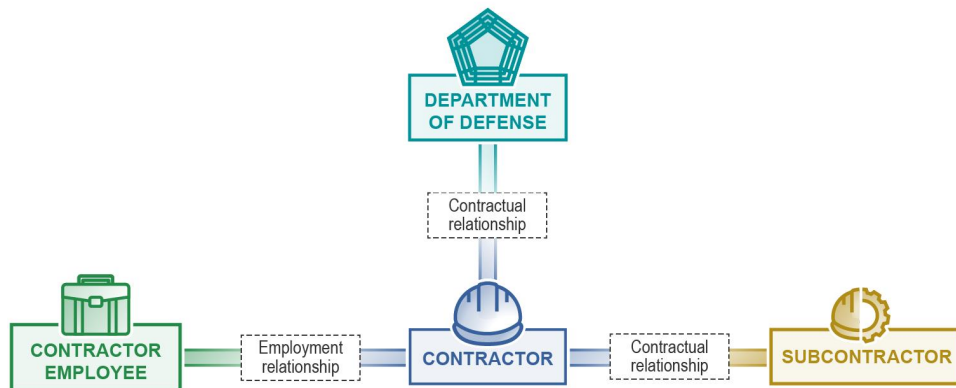 DEPARTMENT
OF DEFENSE
Contractual
relationship
CONTRACTOR
EMPLOYEE
Employment
relationship
CONTRACTOR
Contractual
relationship
SUBCONTRACTOR